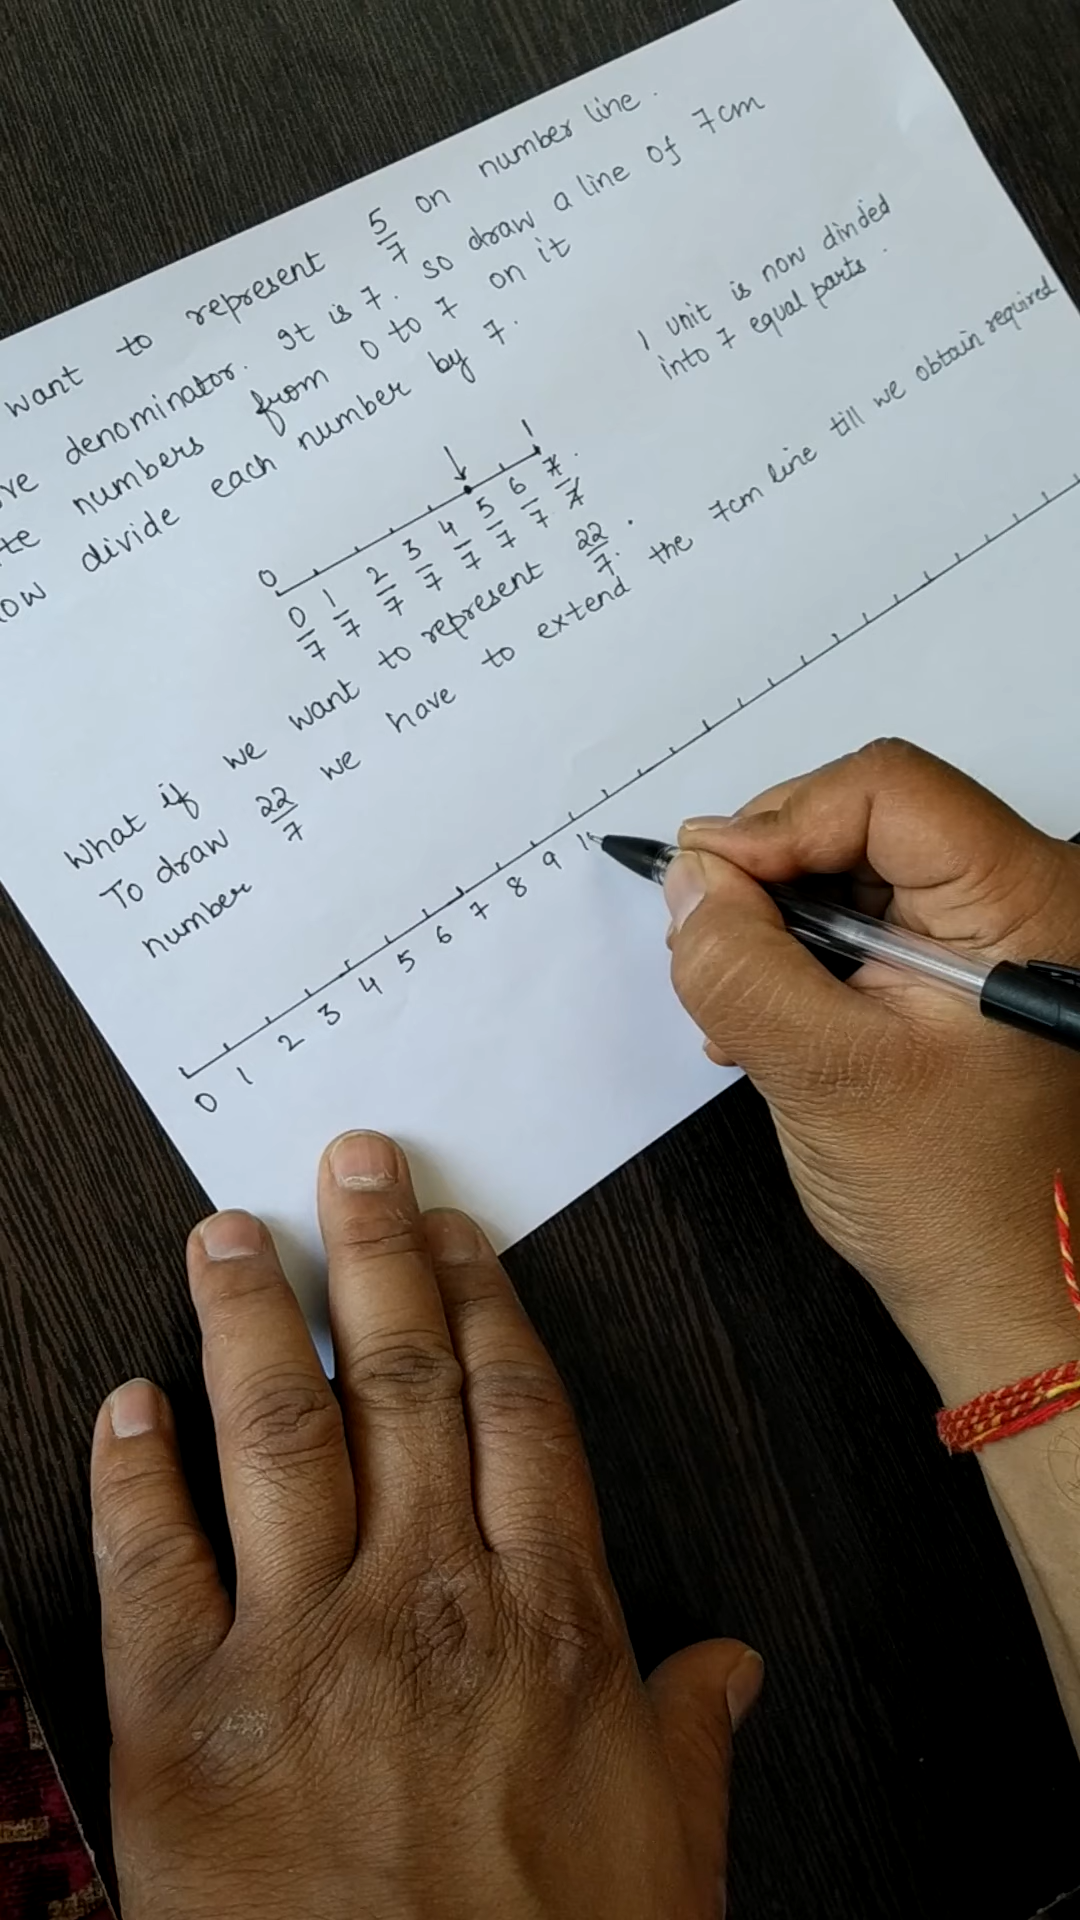 want to represent 5/7 on number line.
denominator. It is 7. so draw a line of 7cm
numbers from 0 to 7 on it
divide each number by 7.
1 unit is now divided
into 7 equal parts.
0 1
0/7 1/7 2/7 3/7 4/7 5/7 6/7 7/7.
What if we want to represent 22/7.
To draw 22/7 we have to extend the 7cm line till we obtain required
number
0 1 2 3 4 5 6 7 8 9